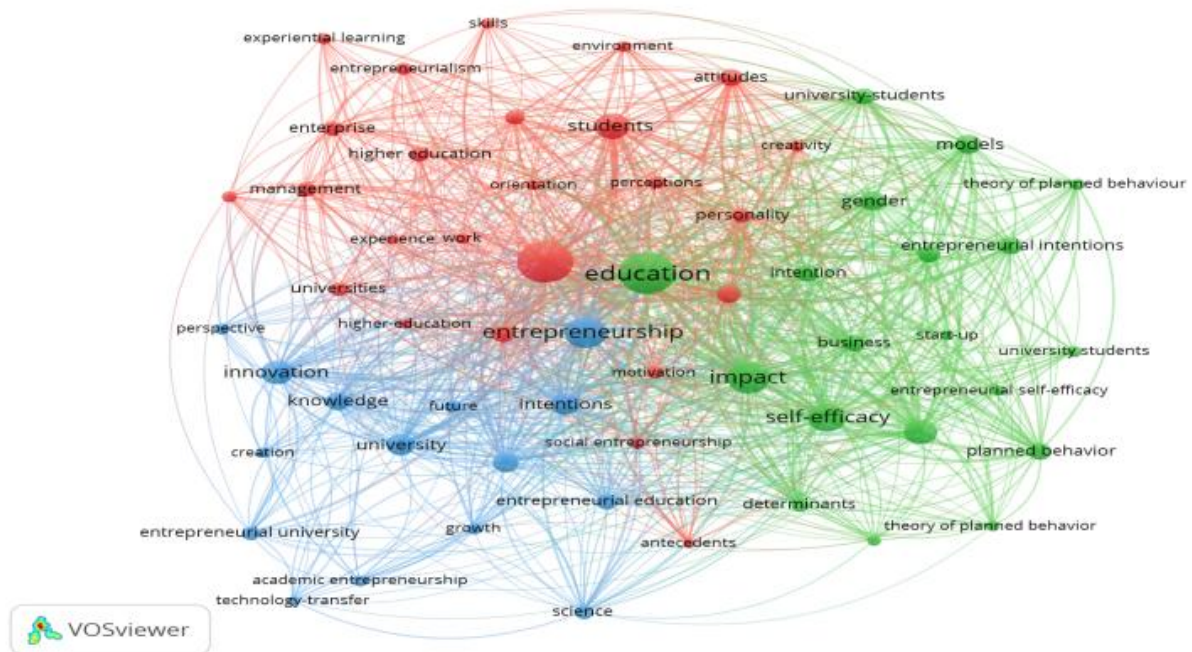 skills
experiential learning
environment
entrepreneurialism
attitudes
university-students
enterprise
students
models
creativity
higher education
management
orientation
perceptions
theory of planned behaviour
gender
personality
experience
work
entrepreneurial intentions
education
intention
universities
perspective
higher-education
entrepreneurship
business
start-up
university students
innovation
motivation
impact
knowledge
future
intentions
entrepreneurial self-efficacy
self-efficacy
creation
university
social entrepreneurship
planned behavior
entrepreneurial education
determinants
entrepreneurial university
growth
antecedents
theory of planned behavior
academic entrepreneurship
technology-transfer
science
VOSviewer